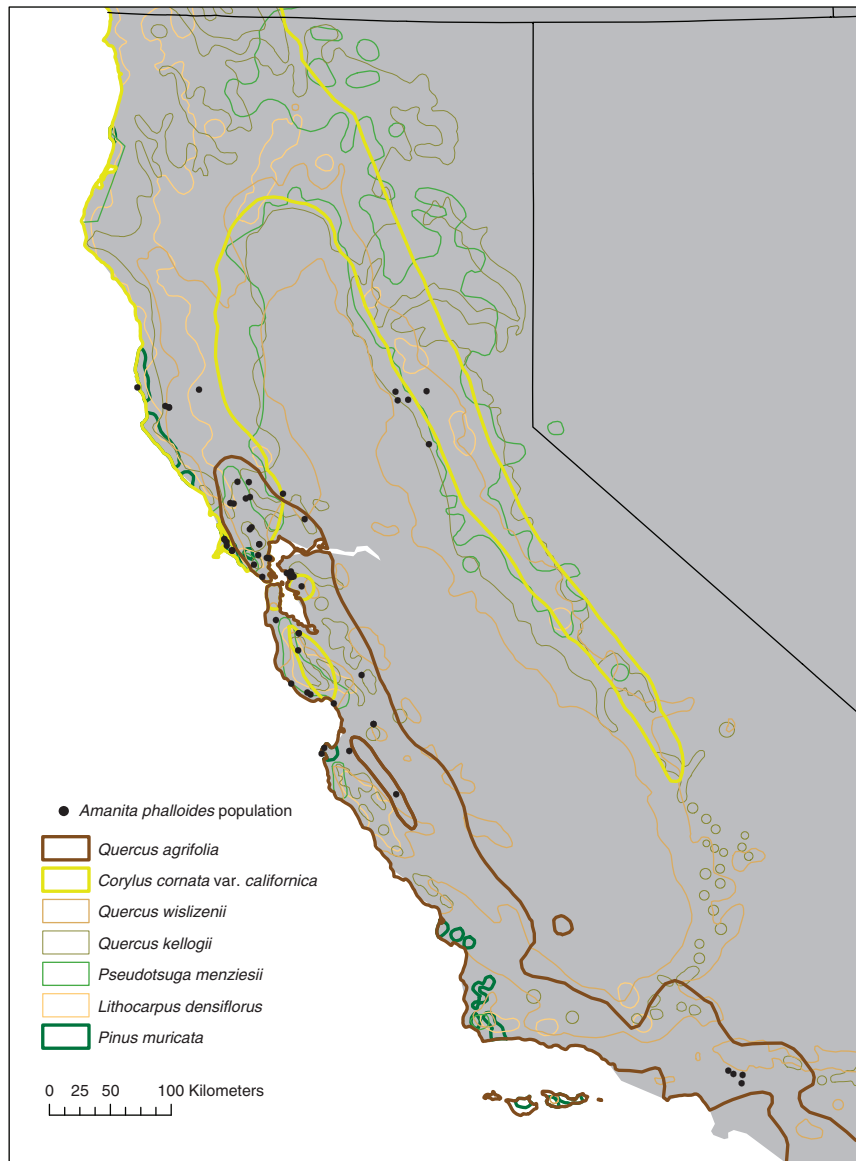 Amanita phalloides population
Quercus agrifolia
Corylus cornata var. californica
Quercus wislizenii
Quercus kellogii
Pseudotsuga menziesii
Lithocarpus densiflorus
Pinus muricata
0 25 50 100 Kilometers